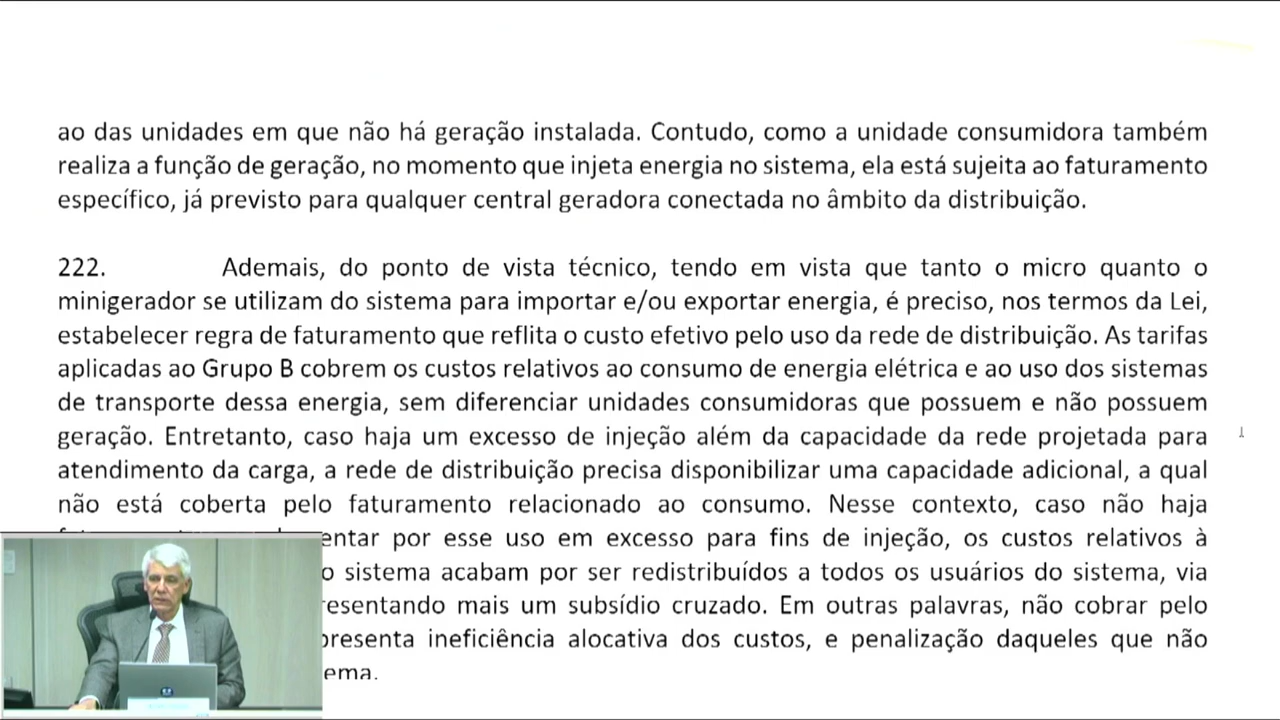 ao das unidades em que não há geração instalada. Contudo, como a unidade consumidora também
realiza a função de geração, no momento que injeta energia no sistema, ela está sujeita ao faturamento
específico, já previsto para qualquer central geradora conectada no âmbito da distribuição.
222. Ademais, do ponto de vista técnico, tendo em vista que tanto o micro quanto o
minigerador se utilizam do sistema para importar e/ou exportar energia, é preciso, nos termos da Lei,
estabelecer regra de faturamento que reflita o custo efetivo pelo uso da rede de distribuição. As tarifas
aplicadas ao Grupo B cobrem os custos relativos ao consumo de energia elétrica e ao uso dos sistemas
de transporte dessa energia, sem diferenciar unidades consumidoras que possuem e não possuem
geração. Entretanto, caso haja um excesso de injeção além da capacidade da rede projetada para
atendimento da carga, a rede de distribuição precisa disponibilizar uma capacidade adicional, a qual
não está coberta pelo faturamento relacionado ao consumo. Nesse contexto, caso não haja
entar por esse uso em excesso para fins de injeção, os custos relativos à
o sistema acabam por ser redistribuídos a todos os usuários do sistema, via
resentando mais um subsídio cruzado. Em outras palavras, não cobrar pelo
presenta ineficiência alocativa dos custos, e penalização daqueles que não
ema.